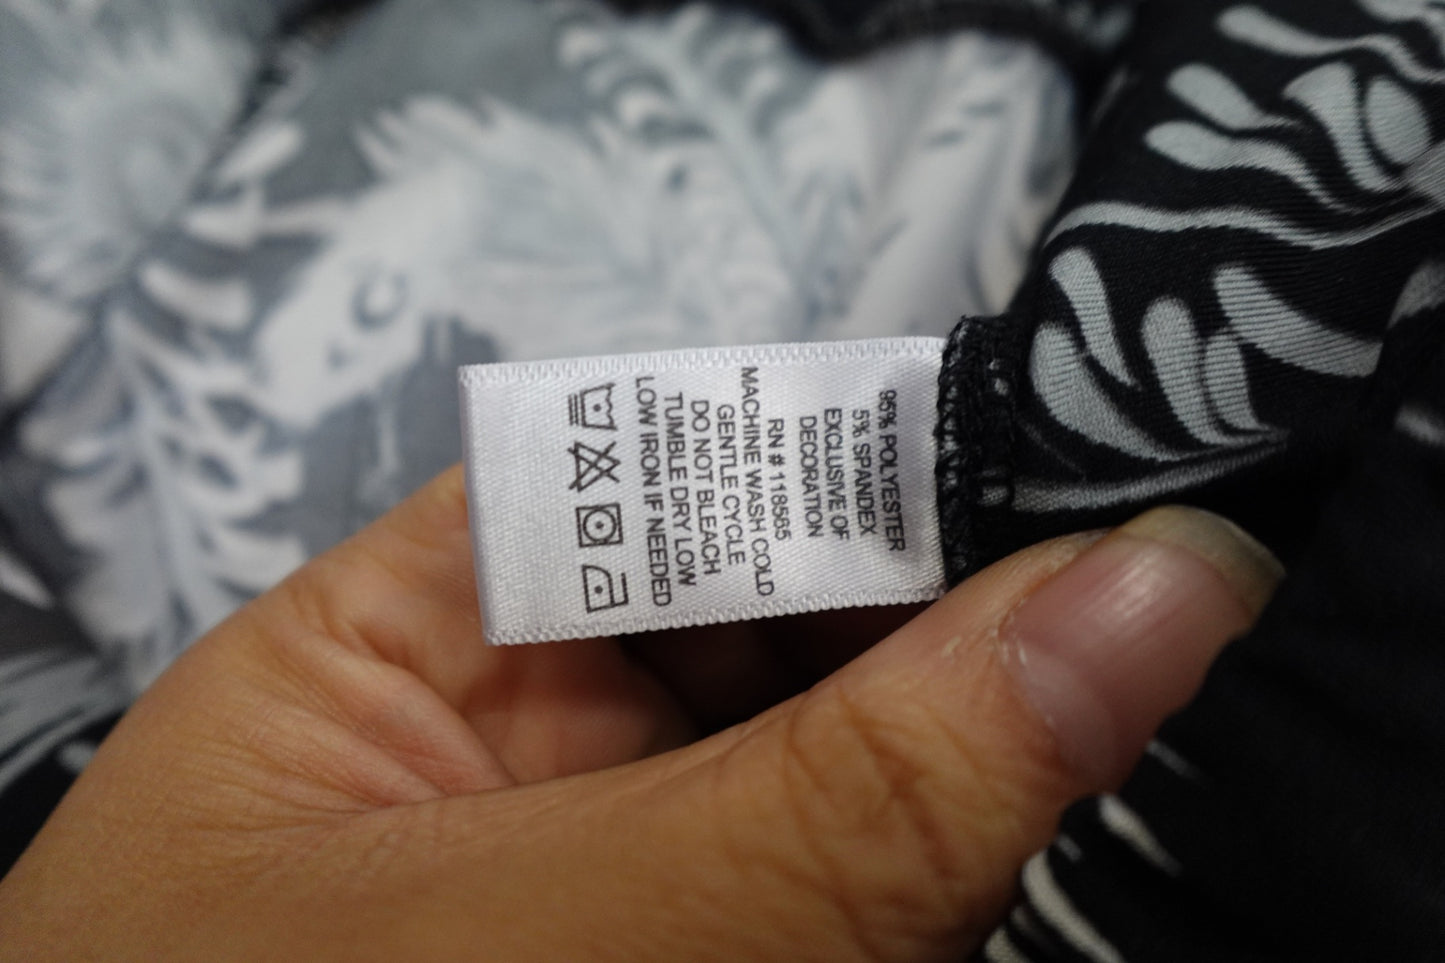 95% POLYESTER
5% SPANDEX
EXCLUSIVE OF
DECORATION
RN # 118565
MACHINE WASH COLD
GENTLE CYCLE
DO NOT BLEACH
TUMBLE DRY LOW
LOW IRON IF NEEDED